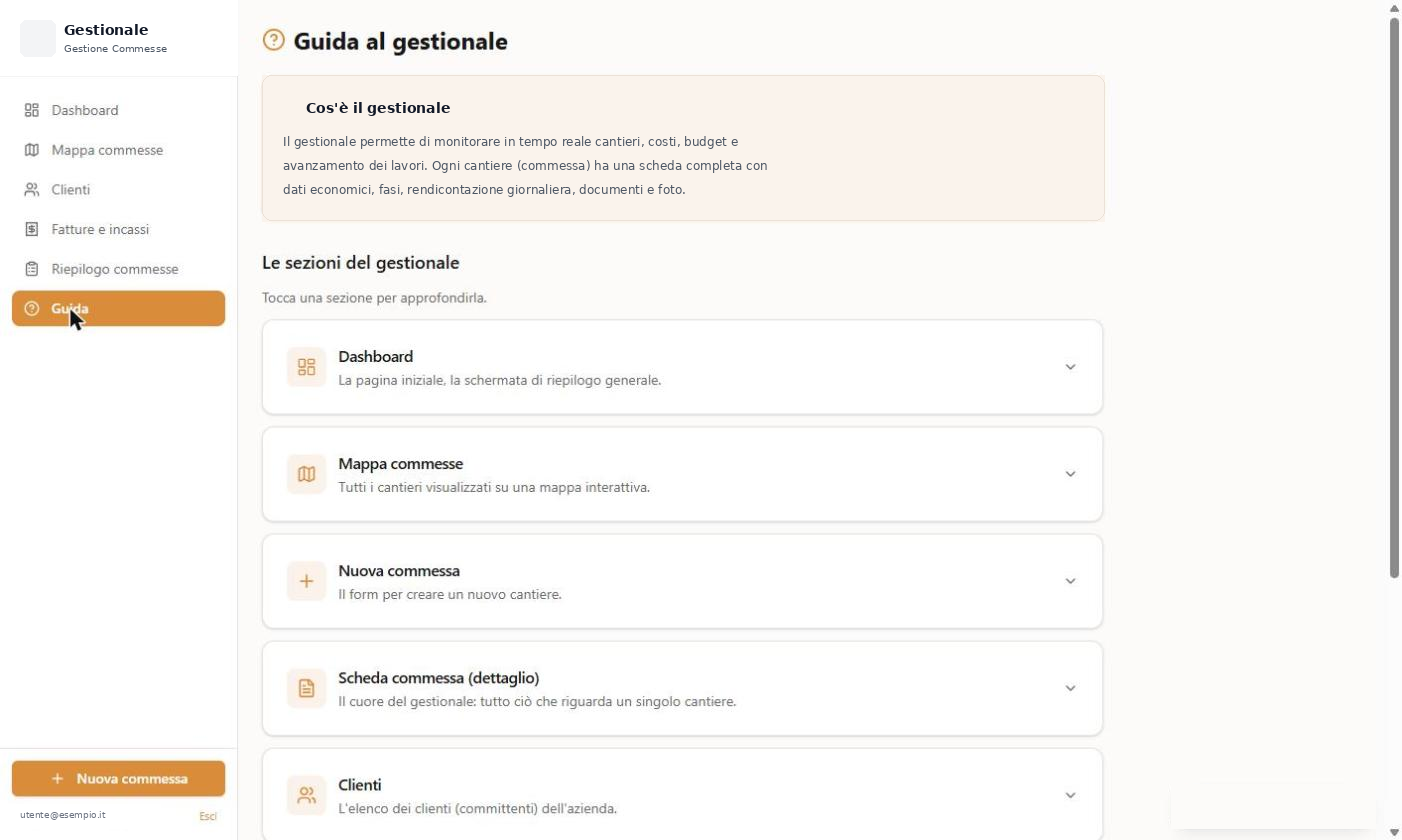 Gestionale
Gestione Commesse
Dashboard
Mappa commesse
Clienti
Fatture e incassi
Riepilogo commesse
Guida
Nuova commessa
utente@esempio.it
Esci
Guida al gestionale
Cos'è il gestionale
Il gestionale permette di monitorare in tempo reale cantieri, costi, budget e
avanzamento dei lavori. Ogni cantiere (commessa) ha una scheda completa con
dati economici, fasi, rendicontazione giornaliera, documenti e foto.
Le sezioni del gestionale
Tocca una sezione per approfondirla.
Dashboard
La pagina iniziale, la schermata di riepilogo generale.
Mappa commesse
Tutti i cantieri visualizzati su una mappa interattiva.
Nuova commessa
Il form per creare un nuovo cantiere.
Scheda commessa (dettaglio)
Il cuore del gestionale: tutto ciò che riguarda un singolo cantiere.
Clienti
L'elenco dei clienti (committenti) dell'azienda.